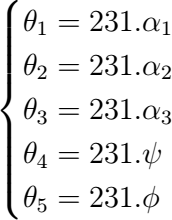 θ₁ = 231.α₁
θ₂ = 231.α₂
θ₃ = 231.α₃
θ₄ = 231.ψ
θ₅ = 231.ϕ